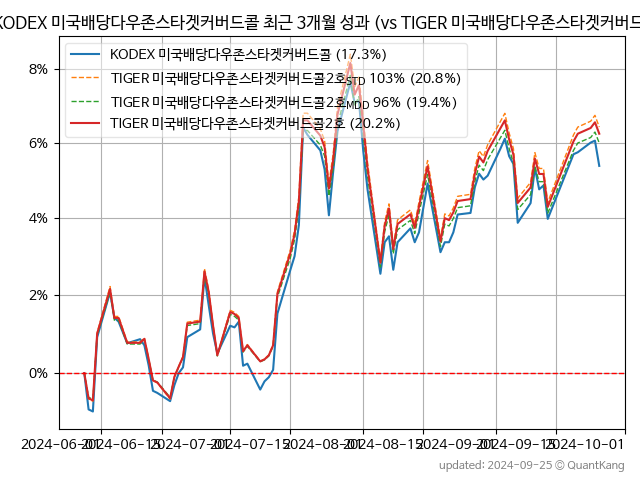 KODEX 미국배당다우존스타겟커버드콜 최근 3개월 성과 (vs TIGER 미국배당다우존스타겟커버드
KODEX 미국배당다우존스타겟커버드콜 (17.3%)
TIGER 미국배당다우존스타겟커버드콜2호STD 103% (20.8%)
TIGER 미국배당다우존스타겟커버드콜2호MDD 96% (19.4%)
TIGER 미국배당다우존스타겟커버드콜2호 (20.2%)
8%
6%
4%
2%
0%
2024-06-01 2024-06-15 2024-07-01 2024-07-15 2024-08-01 2024-08-15 2024-09-01 2024-09-15 2024-10-01
updated: 2024-09-25 © QuantKang